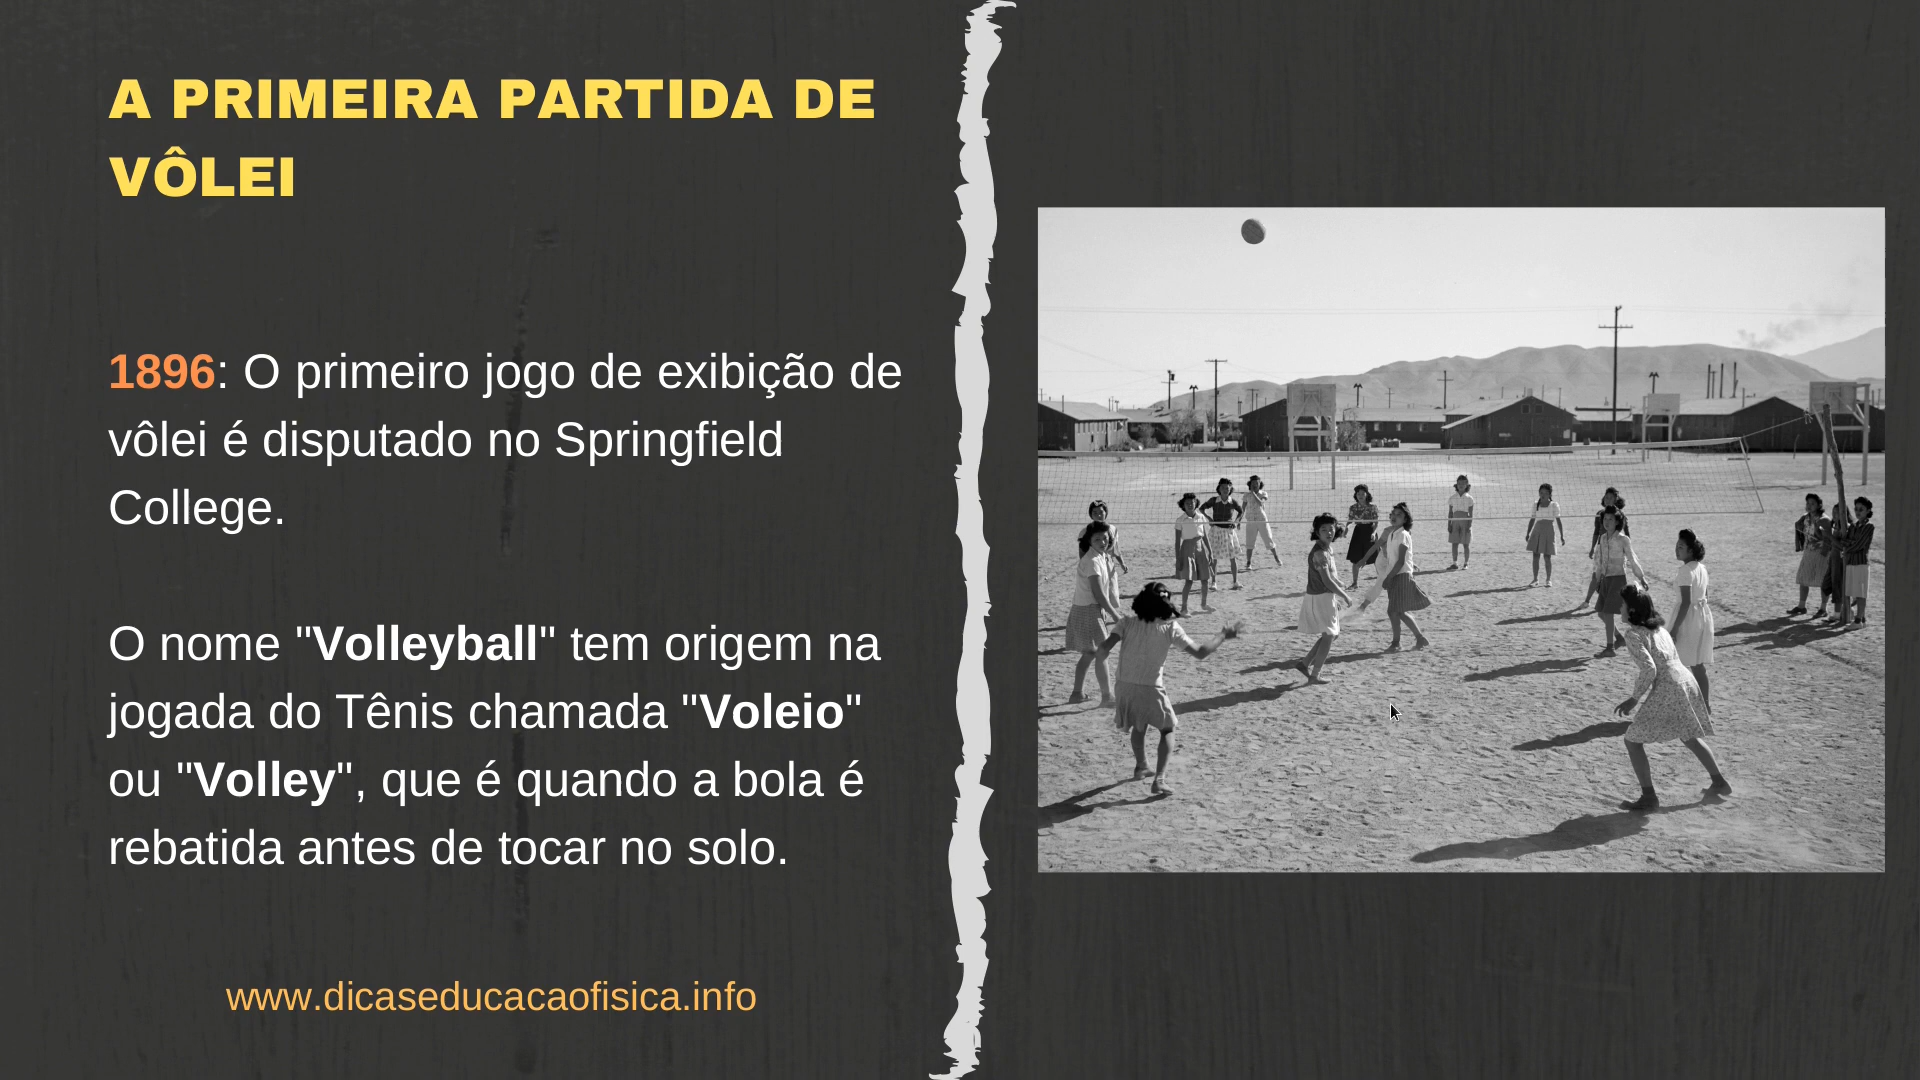 A PRIMEIRA PARTIDA DE
VÔLEI
1896: O primeiro jogo de exibição de
vôlei é disputado no Springfield
College.
O nome "Volleyball" tem origem na
jogada do Tênis chamada "Voleio"
ou "Volley", que é quando a bola é
rebatida antes de tocar no solo.
www.dicaseducacaofisica.info